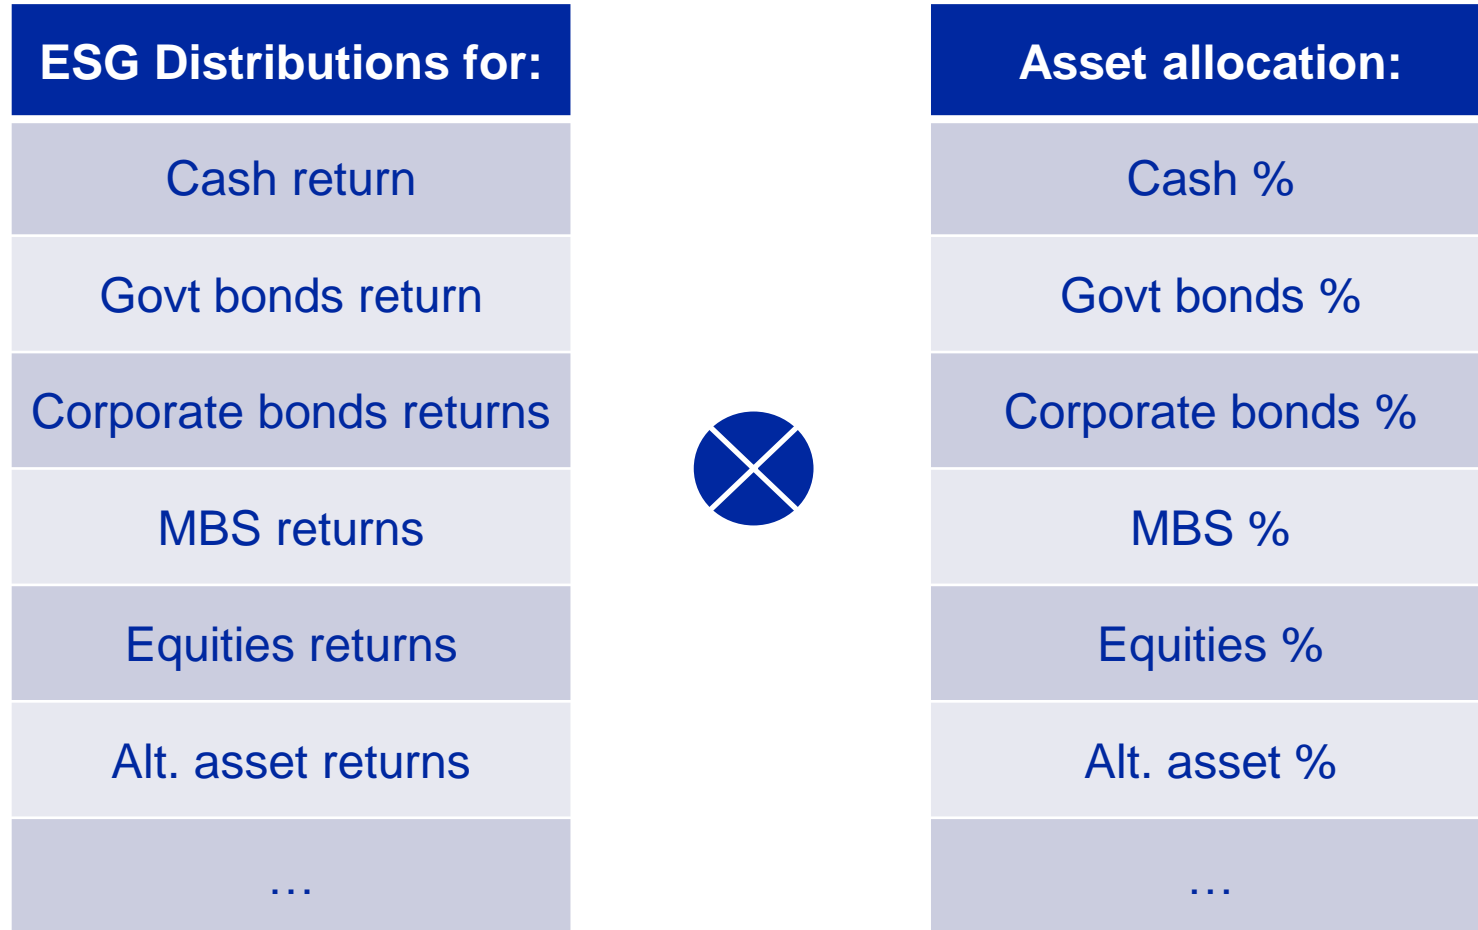 ESG Distributions for:
Cash return
Govt bonds return
Corporate bonds returns
MBS returns
Equities returns
Alt. asset returns
…
Asset allocation:
Cash %
Govt bonds %
Corporate bonds %
MBS %
Equities %
Alt. asset %
…